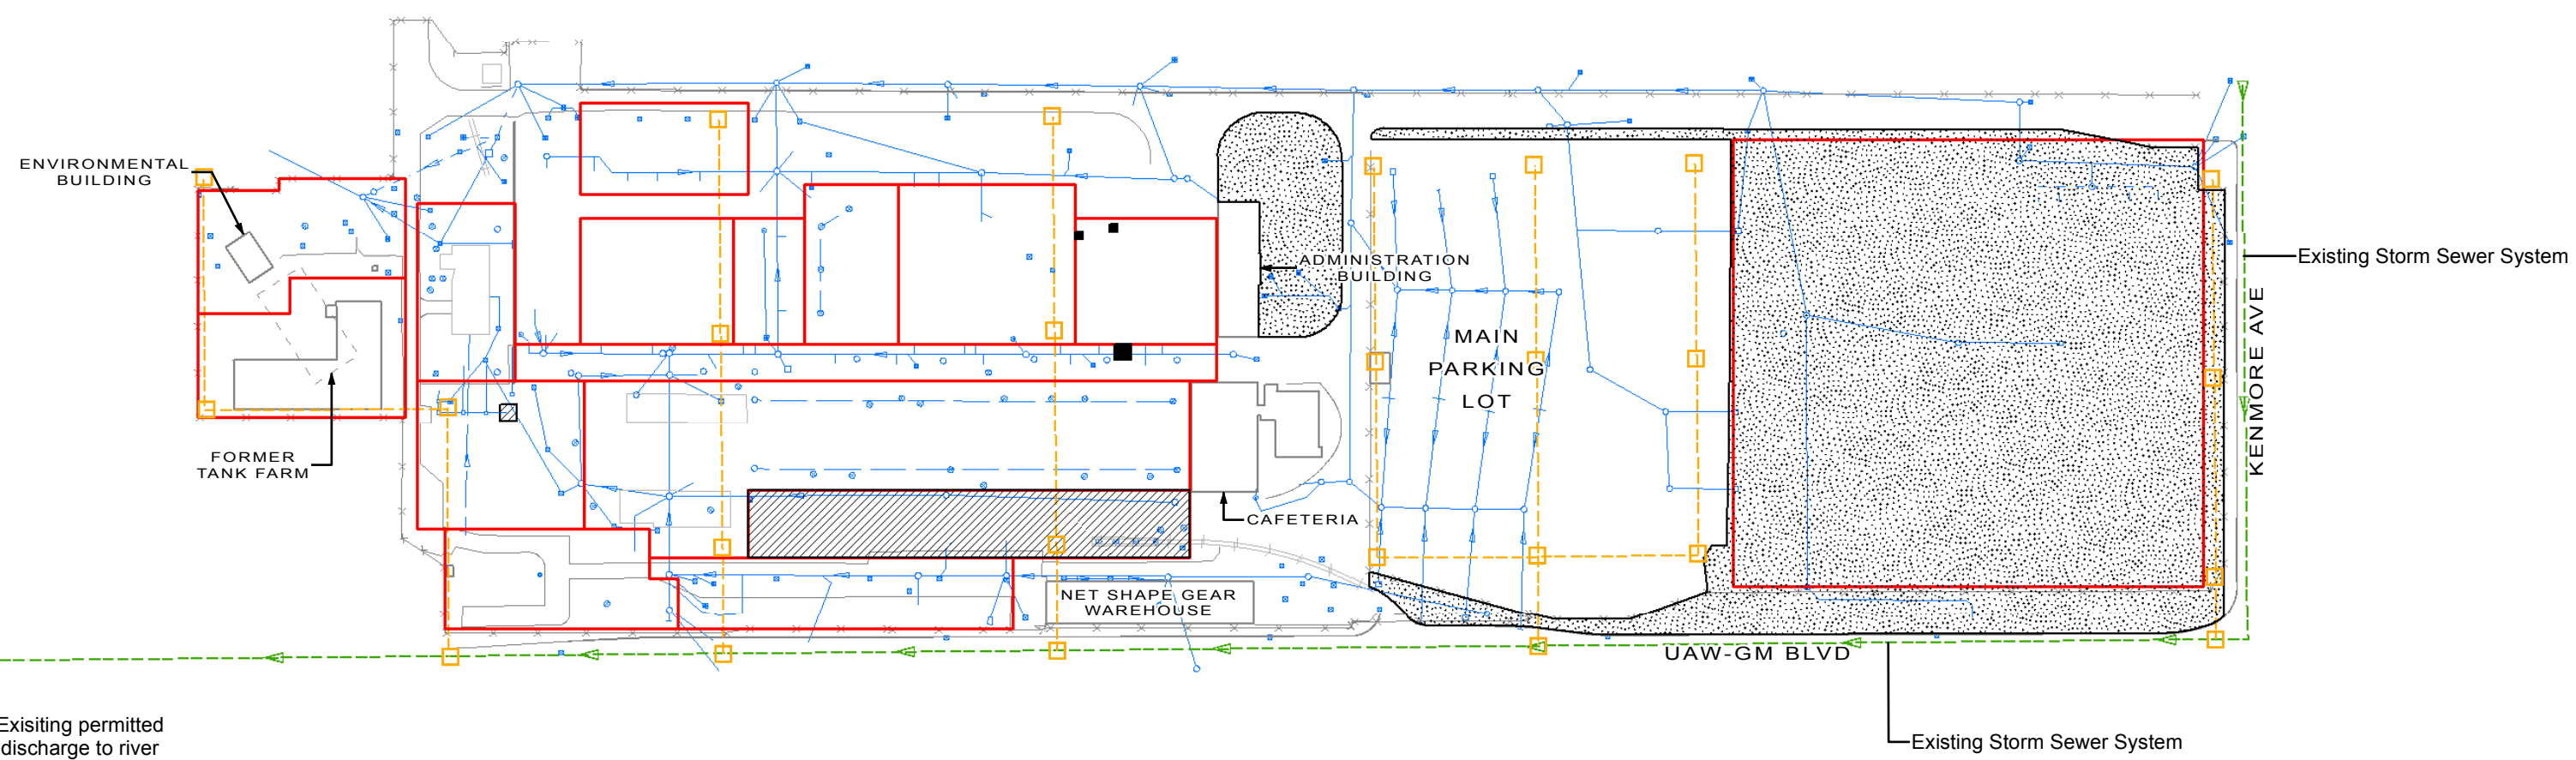 ENVIRONMENTAL
BUILDING
FORMER
TANK FARM
ADMINISTRATION
BUILDING
CAFETERIA
NET SHAPE GEAR
WAREHOUSE
MAIN
PARKING
LOT
Existing Storm Sewer System
KENMORE AVE
UAW-GM BLVD
Existing Storm Sewer System
Exisiting permitted
discharge to river